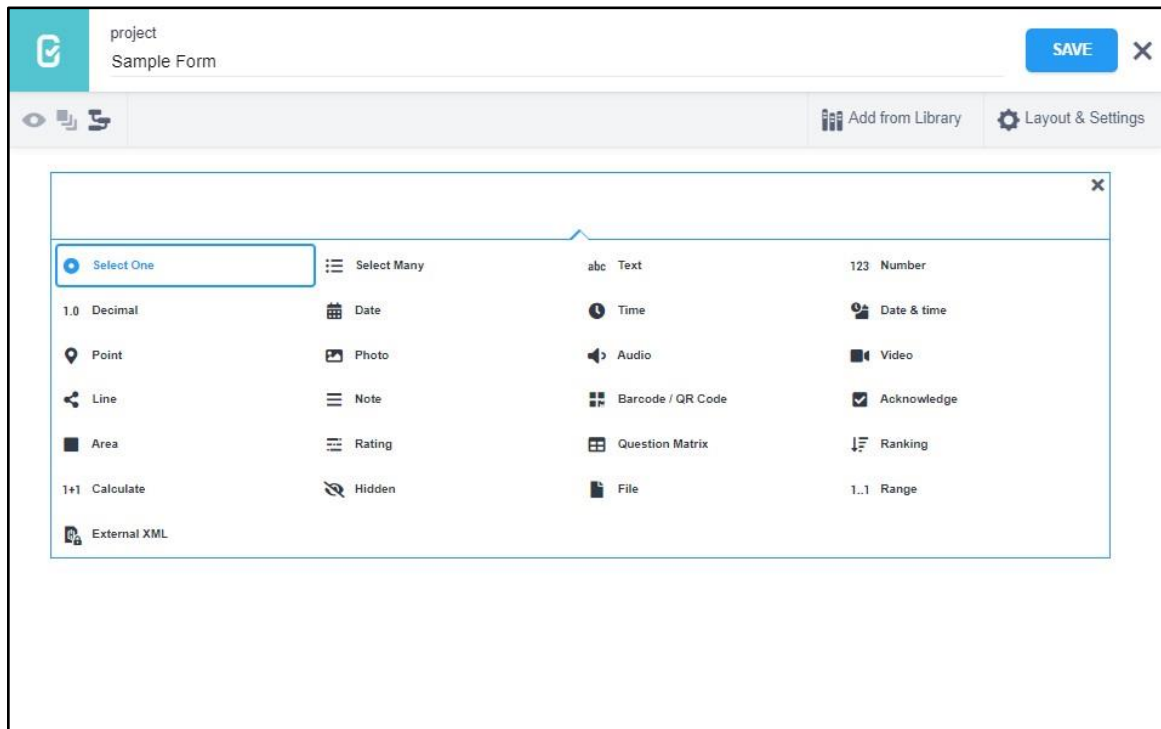 project
Sample Form
SAVE
Add from Library
Layout & Settings
Select One
Select Many
abc Text
123 Number
1.0 Decimal
Date
Time
Date & time
Point
Photo
Audio
Video
Line
Note
Barcode / QR Code
Acknowledge
Area
Rating
Question Matrix
Ranking
1+1 Calculate
Hidden
File
1..1 Range
External XML